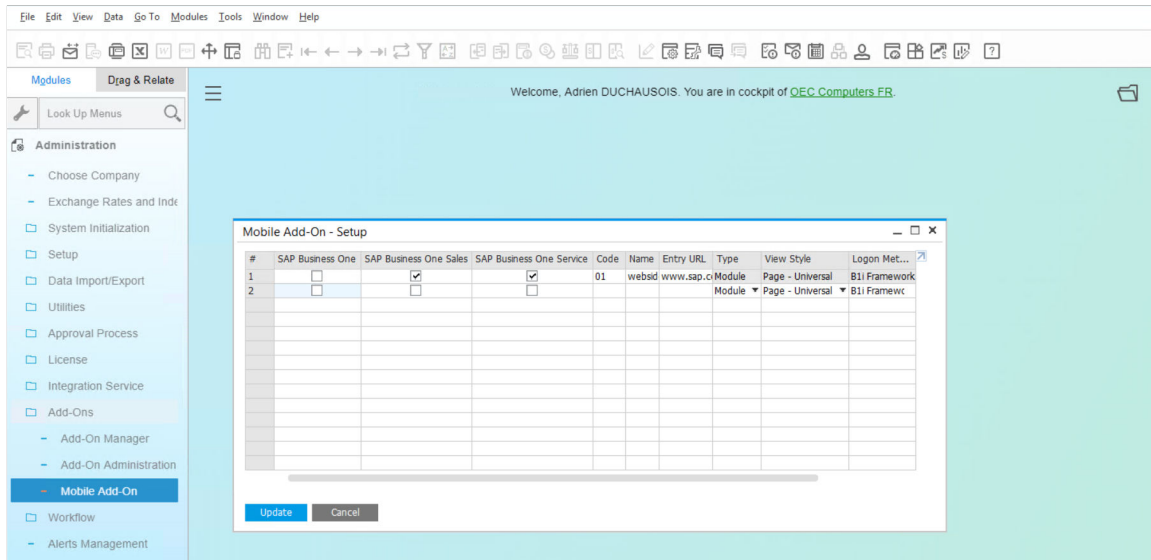 File Edit View Data Go To Modules Tools Window Help
Modules Drag & Relate
Welcome, Adrien DUCHAUSOIS. You are in cockpit of OEC Computers FR.
Look Up Menus
Administration
Choose Company
Exchange Rates and Inde
System Initialization
Setup
Data Import/Export
Utilities
Approval Process
License
Integration Service
Add-Ons
Add-On Manager
Add-On Administration
Mobile Add-On
Workflow
Alerts Management
Mobile Add-On - Setup
# SAP Business One SAP Business One Sales SAP Business One Service Code Name Entry URL Type View Style Logon Met...
1 01 websid www.sap.c Module Page - Universal B1i Framework
2 Module Page - Universal B1i Framewc
Update Cancel